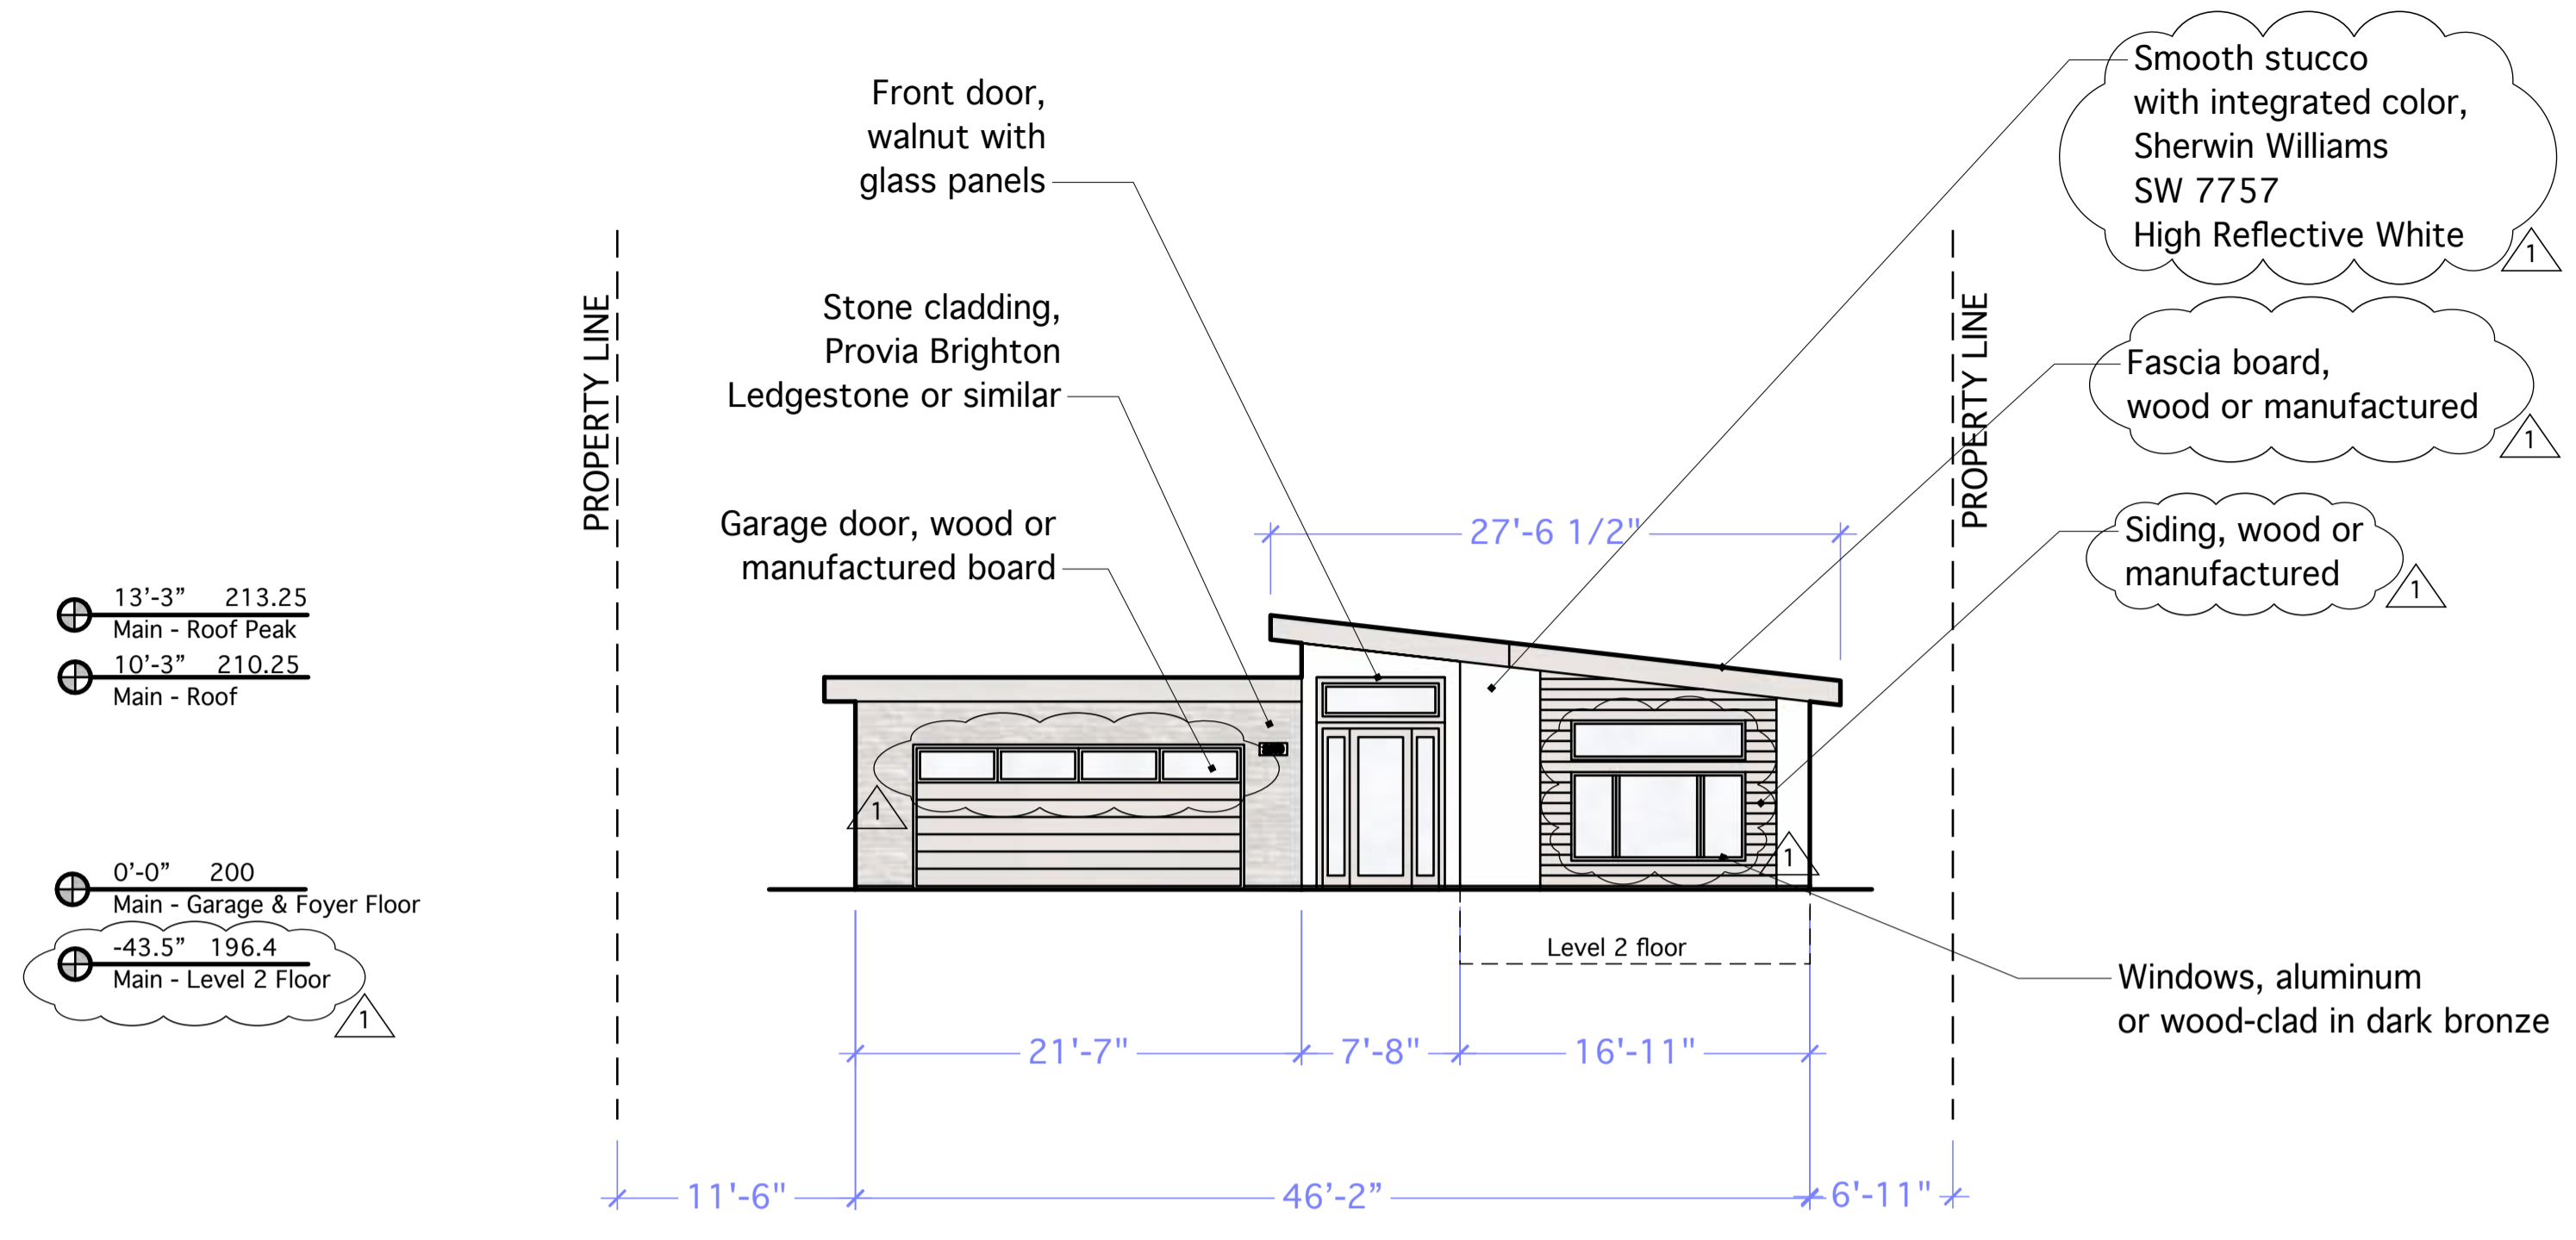 Front door,
walnut with
glass panels
Stone cladding,
Provia Brighton
Ledgestone or similar
Garage door, wood or
manufactured board
Smooth stucco
with integrated color,
Sherwin Williams
SW 7757
High Reflective White
1
Fascia board,
wood or manufactured
1
Siding, wood or
manufactured
1
PROPERTY LINE
PROPERTY LINE
27'-6 1/2"
13’-3” 213.25
Main - Roof Peak
10’-3” 210.25
Main - Roof
0’-0” 200
Main - Garage & Foyer Floor
-43.5” 196.4
Main - Level 2 Floor
1
1
1
Level 2 floor
Windows, aluminum
or wood-clad in dark bronze
21'-7" 7'-8" 16'-11"
11'-6" 46’-2” 6'-11"